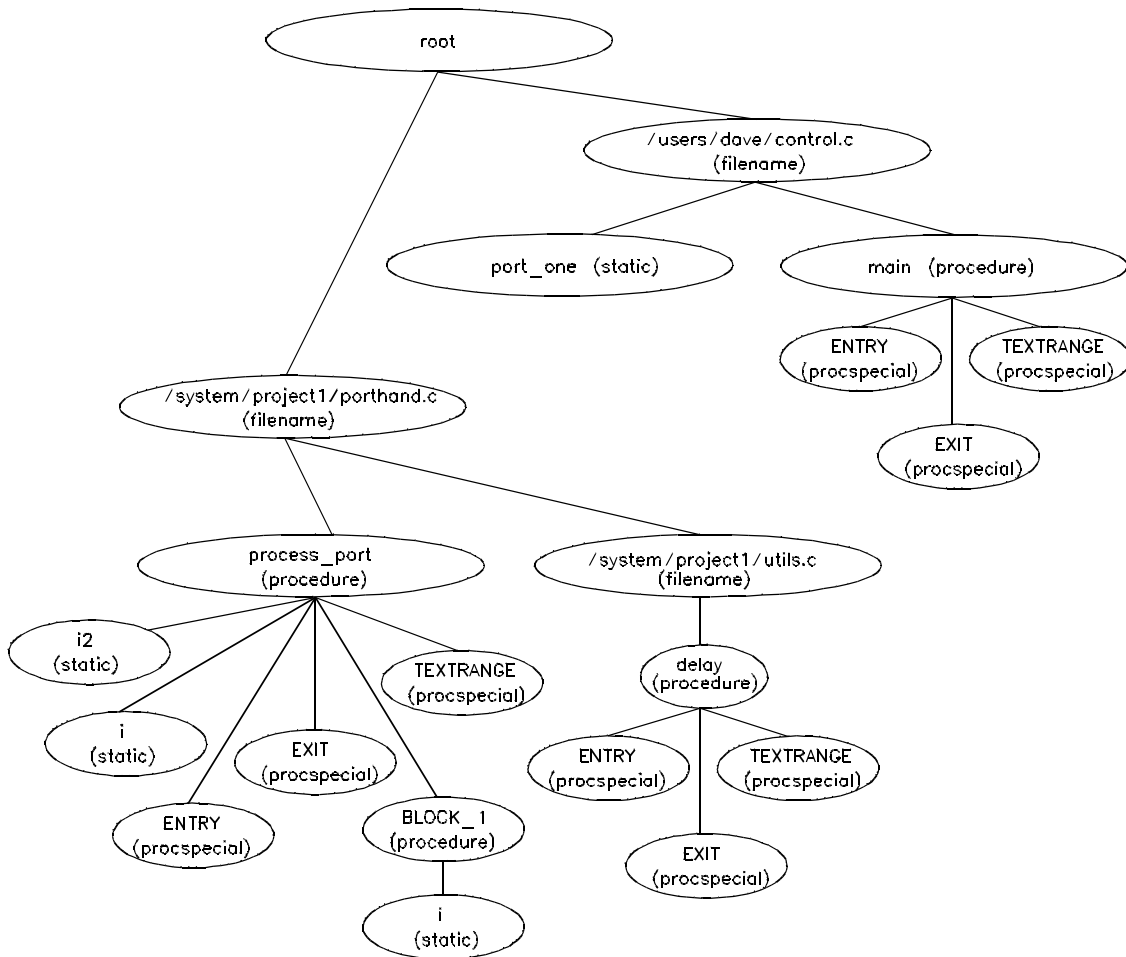 root
/users/dave/control.c
(filename)
port_one (static)
main (procedure)
ENTRY
(procspecial)
TEXTRANGE
(procspecial)
EXIT
(procspecial)
/system/project1/porthand.c
(filename)
process_port
(procedure)
/system/project1/utils.c
(filename)
i2
(static)
TEXTRANGE
(procspecial)
delay
(procedure)
i
(static)
EXIT
(procspecial)
ENTRY
(procspecial)
TEXTRANGE
(procspecial)
ENTRY
(procspecial)
BLOCK_1
(procedure)
EXIT
(procspecial)
i
(static)